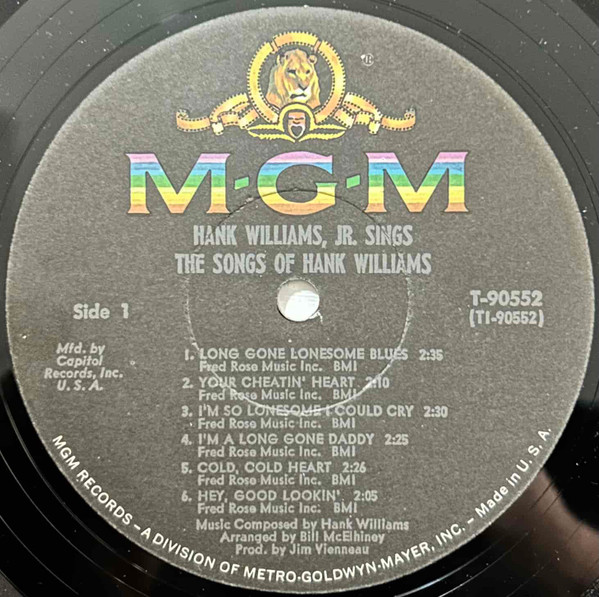 ®
M·G·M
HANK WILLIAMS, JR. SINGS
THE SONGS OF HANK WILLIAMS
Side 1
T-90552
(T1-90552)
Mfd. by
Capitol
Records, Inc.
U. S. A.
1. LONG GONE LONESOME BLUES 2:35
Fred Rose Music Inc. BMI
2. YOUR CHEATIN' HEART 2:10
Fred Rose Music Inc. BMI
3. I'M SO LONESOME I COULD CRY 2:30
Fred Rose Music Inc. BMI
4. I'M A LONG GONE DADDY 2:25
Fred Rose Music Inc. BMI
5. COLD, COLD HEART 2:26
Fred Rose Music Inc. BMI
6. HEY, GOOD LOOKIN' 2:05
Fred Rose Music Inc. BMI
Music Composed by Hank Williams
Arranged by Bill McElhiney
Prod. by Jim Vienneau
MGM RECORDS – A DIVISION OF METRO-GOLDWYN-MAYER, INC. – Made in U. S. A.